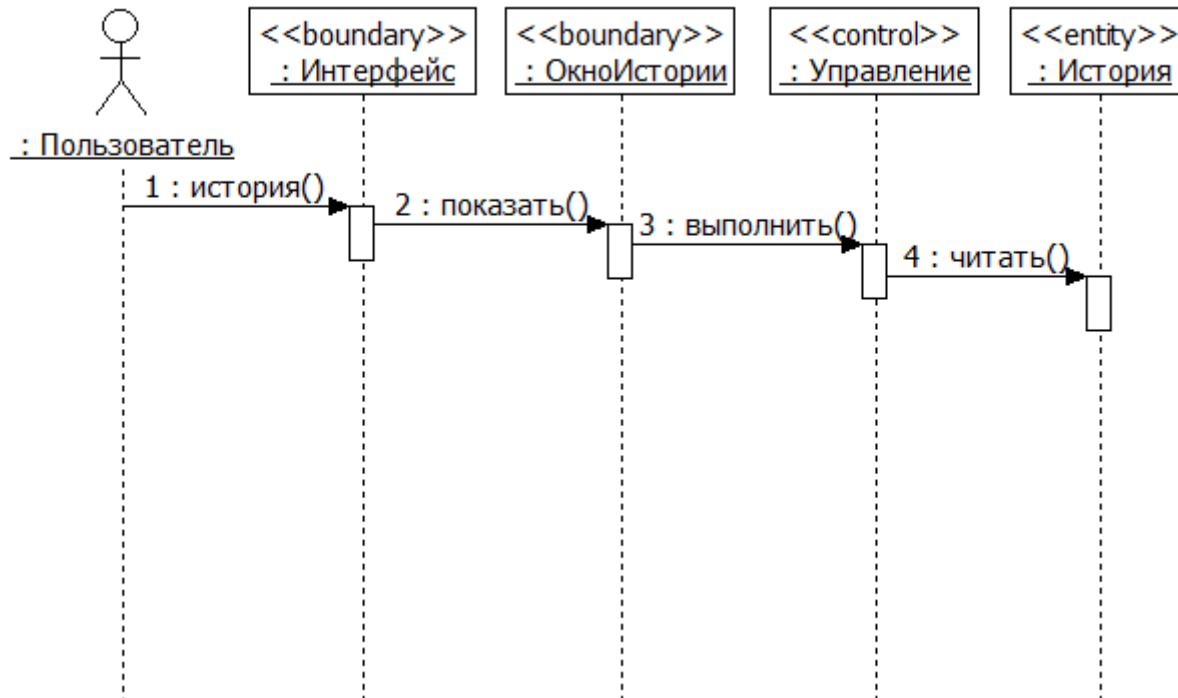 <<boundary>>
: Интерфейс
<<boundary>>
: ОкноИстории
<<control>>
: Управление
<<entity>>
: История
: Пользователь
1 : история()
2 : показать()
3 : выполнить()
4 : читать()